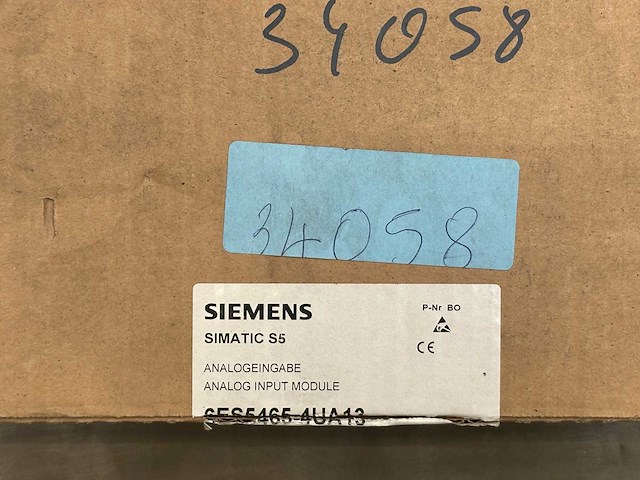 34058
34058
SIEMENS
P-Nr BO
SIMATIC S5
CE
ANALOGEINGABE
ANALOG INPUT MODULE
6ES5465-4UA13